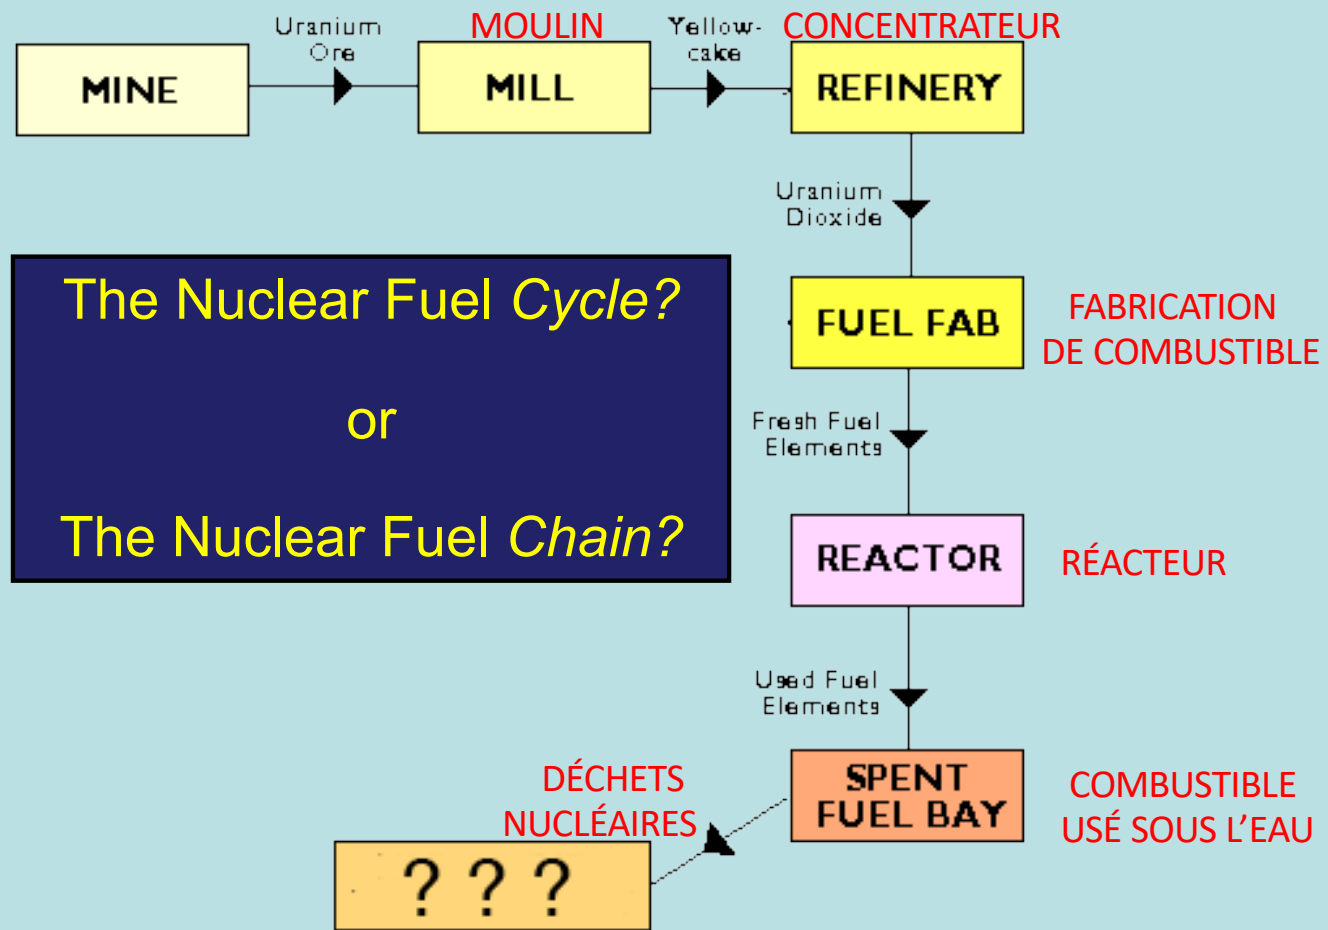 Uranium
Ore
MOULIN
Yellow-
cake
CONCENTRATEUR
MINE
MILL
REFINERY
Uranium
Dioxide
The Nuclear Fuel Cycle?
or
The Nuclear Fuel Chain?
FUEL FAB
FABRICATION
DE COMBUSTIBLE
Fresh Fuel
Elements
REACTOR
RÉACTEUR
Used Fuel
Elements
SPENT
FUEL BAY
COMBUSTIBLE
USÉ SOUS L'EAU
DÉCHETS
NUCLÉAIRES
? ? ?